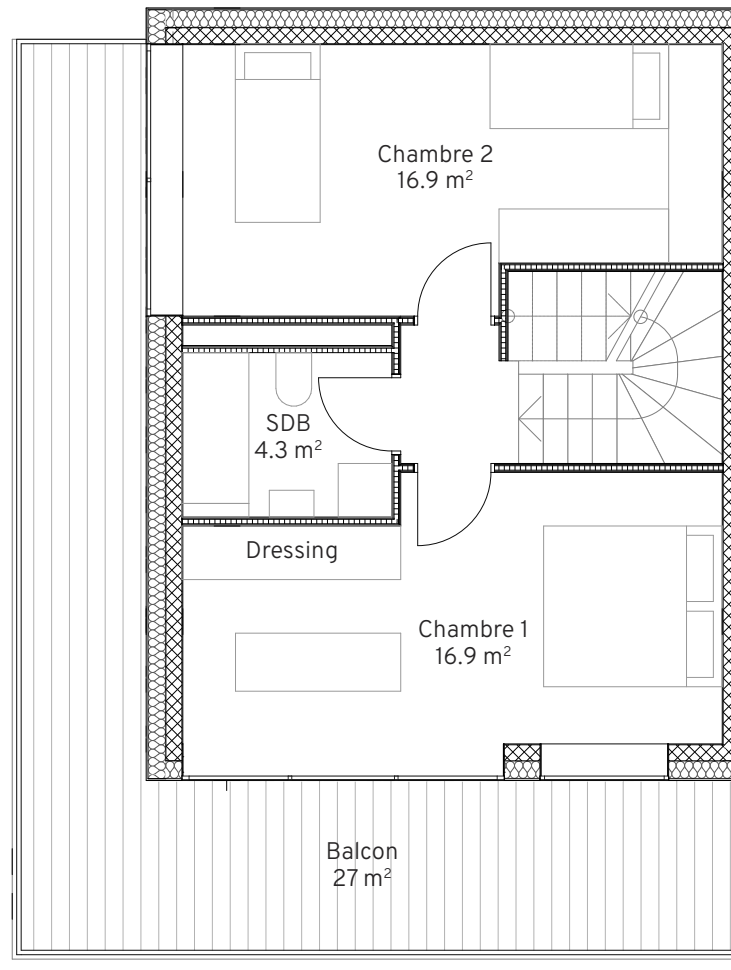 Chambre 2
16.9 m²
SDB
4.3 m²
Dressing
Chambre 1
16.9 m²
Balcon
27 m²